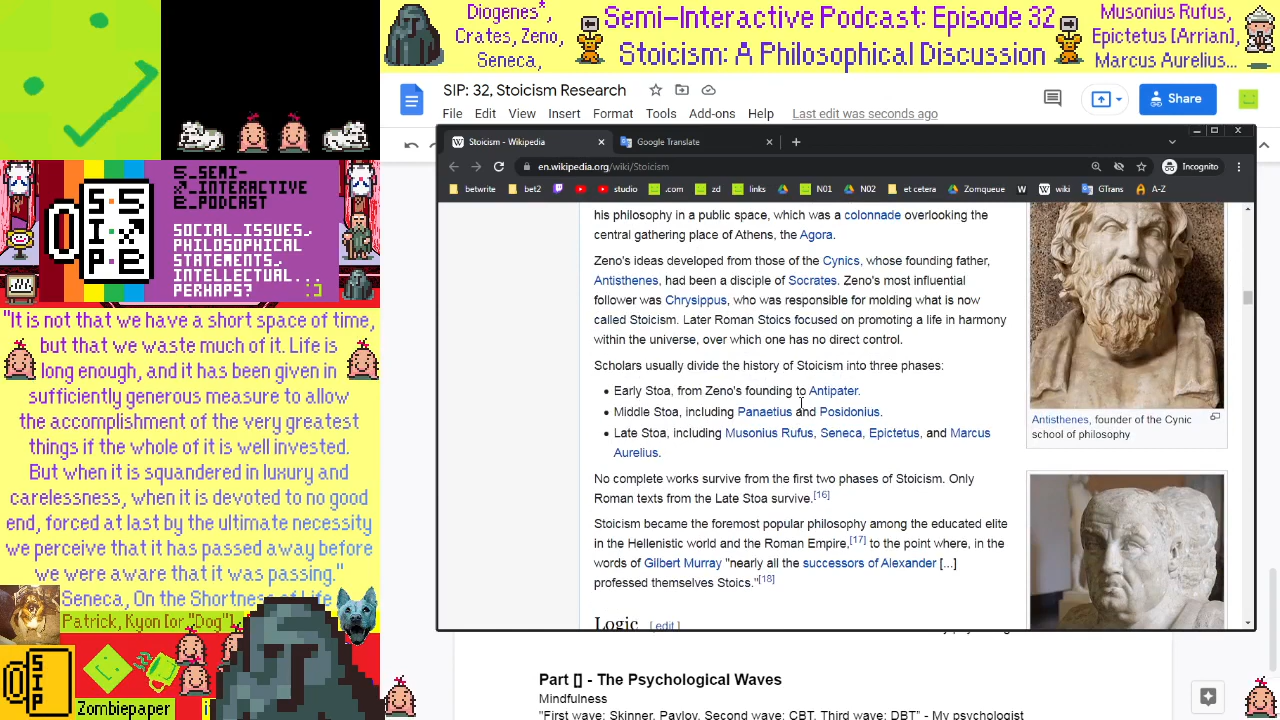 Diogenes*,
Crates, Zeno,
Seneca,
Semi-Interactive Podcast: Episode 32
Stoicism: A Philosophical Discussion
Musonius Rufus,
Epictetus [Arrian],
Marcus Aurelius...
S_SEMI-
_INTERACTIVE
P_PODCAST
SOCIAL_ISSUES,
PHILOSOPHICAL
STATEMENTS,
INTELLECTUAL...
PERHAPS? :)
"It is not that we have a short space of time,
but that we waste much of it. Life is
long enough, and it has been given in
sufficiently generous measure to allow
the accomplishment of the very greatest
things if the whole of it is well invested.
But when it is squandered in luxury and
carelessness, when it is devoted to no good
end, forced at last by the ultimate necessity
we perceive that it has passed away before
we were aware that it was passing."
Seneca, On the Shortness of Life
Patrick, Kyon [or "Dog"]
SIP
Zombiepaper
SIP: 32, Stoicism Research
File Edit View Insert Format Tools Add-ons Help Last edit was seconds ago
Share
Stoicism - Wikipedia
Google Translate
en.wikipedia.org/wiki/Stoicism
Incognito
betwrite bet2 studio .com zd links N01 N02 et cetera Zomqueue wiki GTrans A-Z
his philosophy in a public space, which was a colonnade overlooking the
central gathering place of Athens, the Agora.
Zeno's ideas developed from those of the Cynics, whose founding father,
Antisthenes, had been a disciple of Socrates. Zeno's most influential
follower was Chrysippus, who was responsible for molding what is now
called Stoicism. Later Roman Stoics focused on promoting a life in harmony
within the universe, over which one has no direct control.
Scholars usually divide the history of Stoicism into three phases:
Early Stoa, from Zeno's founding to Antipater.
Middle Stoa, including Panaetius and Posidonius.
Late Stoa, including Musonius Rufus, Seneca, Epictetus, and Marcus
Aurelius.
No complete works survive from the first two phases of Stoicism. Only
Roman texts from the Late Stoa survive.[16]
Stoicism became the foremost popular philosophy among the educated elite
in the Hellenistic world and the Roman Empire,[17] to the point where, in the
words of Gilbert Murray "nearly all the successors of Alexander [...]
professed themselves Stoics."[18]
Logic [edit]
Antisthenes, founder of the Cynic
school of philosophy
Part [] - The Psychological Waves
Mindfulness
"First wave: Skinner, Pavlov, Second wave: CBT, Third wave: DBT" - My psychologist